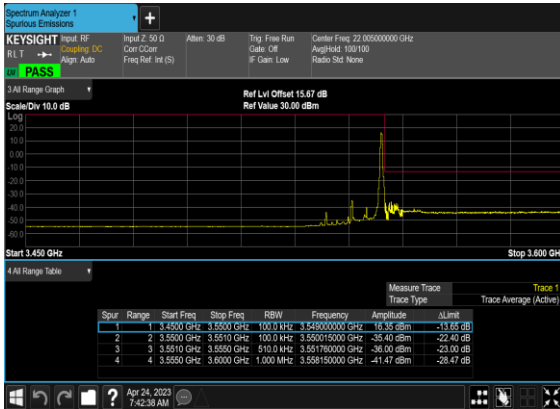 Spectrum Analyzer 1
Spurious Emissions
+
KEYSIGHT Input: RF Input Z: 50 Ω Atten: 30 dB Trig: Free Run Center Freq: 22.005000000 GHz
RLT Coupling: DC Corr CCorr Gate: Off Avg|Hold: 100/100
Align: Auto Freq Ref: Int (S) IF Gain: Low Radio Std: None
PASS
3 All Range Graph
Ref Lvl Offset 15.67 dB
Scale/Div 10.0 dB Ref Value 30.00 dBm
Log
20.0
10.0
0.00
-10.0
-20.0
-30.0
-40.0
-50.0
-60.0
Start 3.450 GHz Stop 3.600 GH
4 All Range Table
Measure Trace Trace 1
Trace Type Trace Average (Active)
Spur Range Start Freq Stop Freq RBW Frequency Amplitude ΔLimit
1 1 3.4500 GHz 3.5500 GHz 100.0 kHz 3.549000000 GHz 16.35 dBm -13.65 dB
2 2 3.5500 GHz 3.5510 GHz 100.0 kHz 3.550015000 GHz -35.40 dBm -22.40 dB
3 3 3.5510 GHz 3.5550 GHz 510.0 kHz 3.551760000 GHz -36.00 dBm -23.00 dB
4 4 3.5550 GHz 3.6000 GHz 1.000 MHz 3.558150000 GHz -41.47 dBm -28.47 dB
? Apr 24, 2023
7:42:38 AM